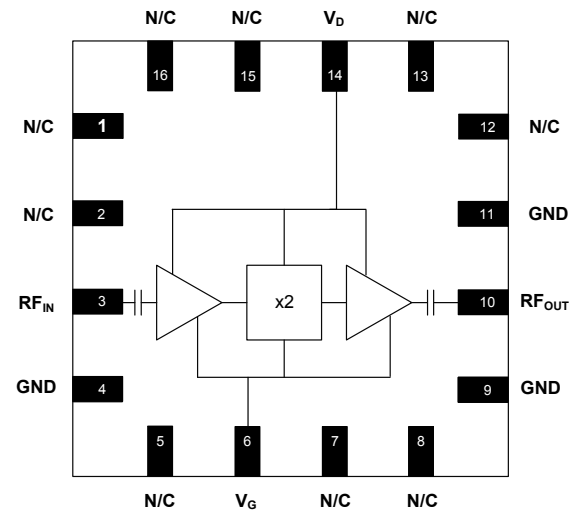 N/C N/C V_D N/C
16 15 14 13
N/C 1 12 N/C
N/C 2 11 GND
RF_IN 3 x2 10 RF_OUT
GND 4 9 GND
5 6 7 8
N/C V_G N/C N/C